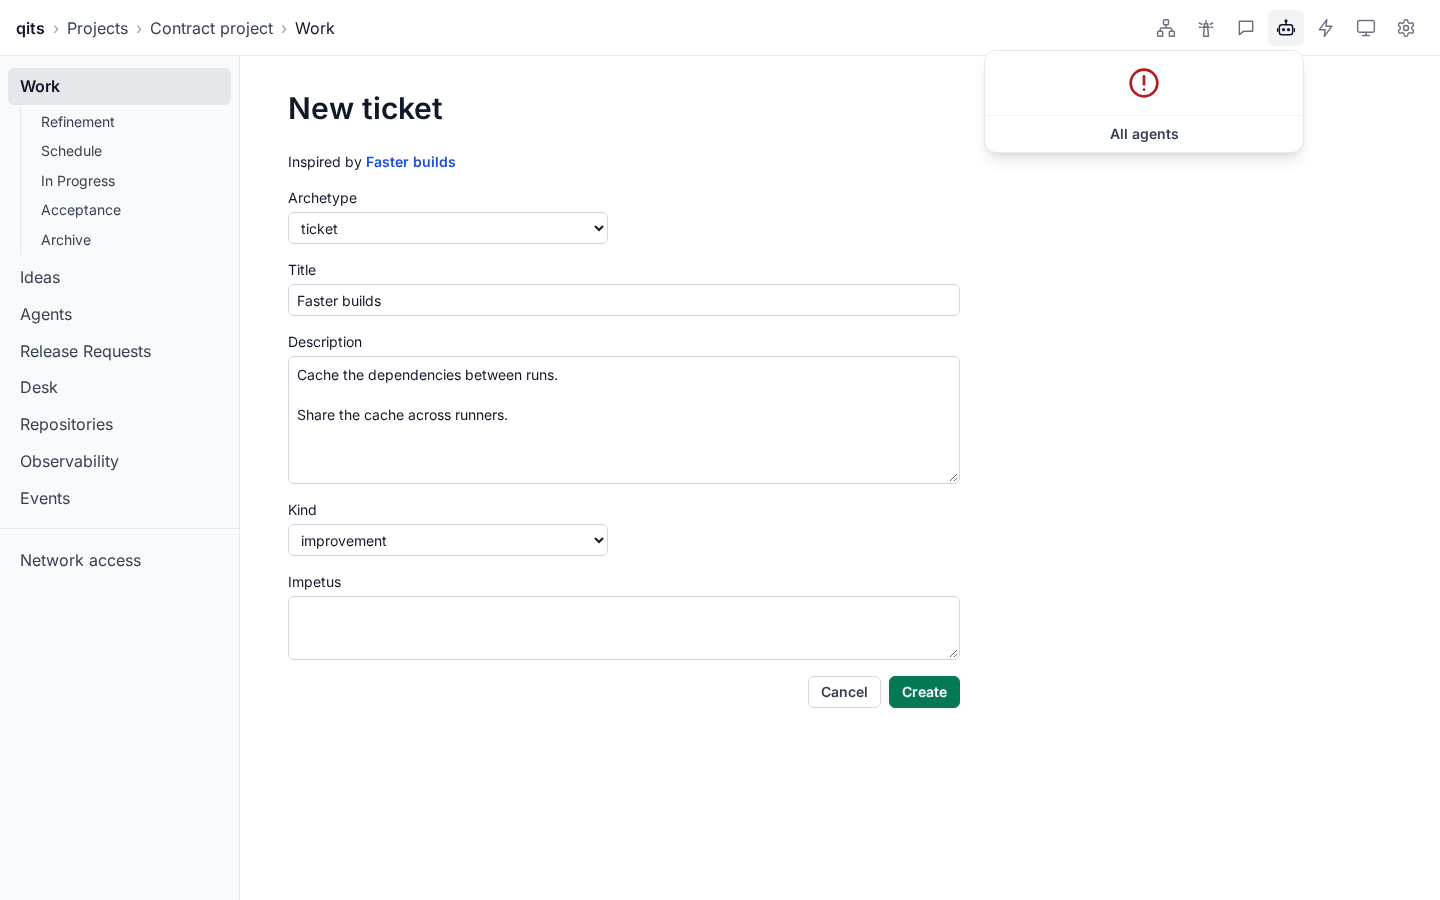 qits › Projects › Contract project › Work
All agents
Work
Refinement
Schedule
In Progress
Acceptance
Archive
Ideas
Agents
Release Requests
Desk
Repositories
Observability
Events
Network access
New ticket
Inspired by Faster builds
Archetype
ticket
Title
Faster builds
Description
Cache the dependencies between runs.
Share the cache across runners.
Kind
improvement
Impetus
Cancel
Create